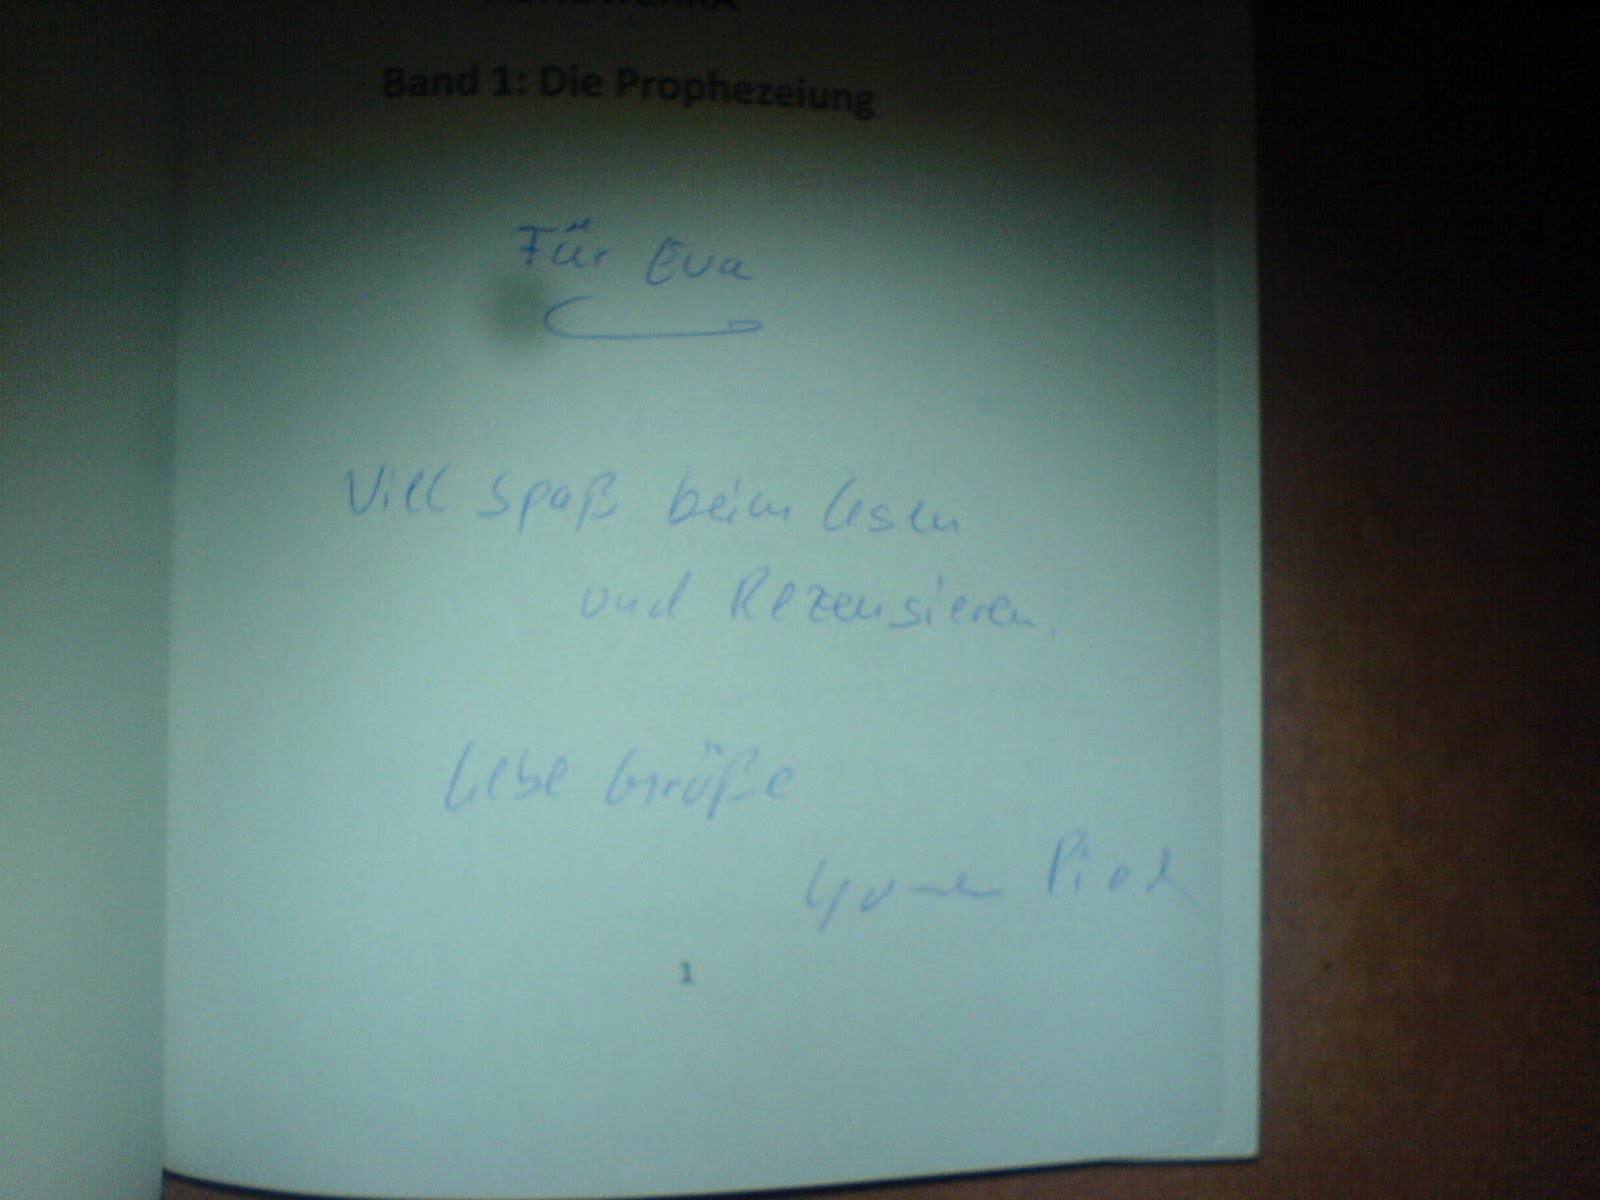 Band 1: Die Prophezeiung
Für Eva
Viel Spaß beim Lesen
und Rezensieren.
Liebe Grüße
1